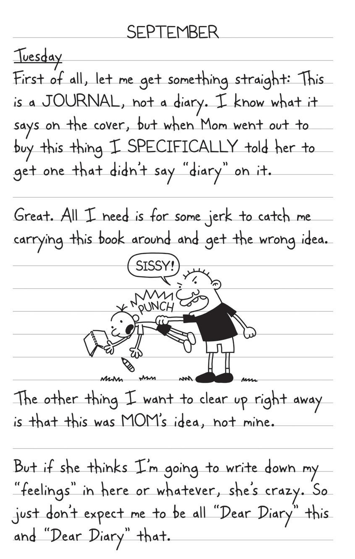 SEPTEMBER
Tuesday
First of all, let me get something straight: This
is a JOURNAL, not a diary. I know what it
says on the cover, but when Mom went out to
buy this thing I SPECIFICALLY told her to
get one that didn't say "diary" on it.
Great. All I need is for some jerk to catch me
carrying this book around and get the wrong idea.
SISSY!
PUNCH
The other thing I want to clear up right away
is that this was MOM's idea, not mine.
But if she thinks I'm going to write down my
"feelings" in here or whatever, she's crazy. So
just don't expect me to be all "Dear Diary" this
and "Dear Diary" that.